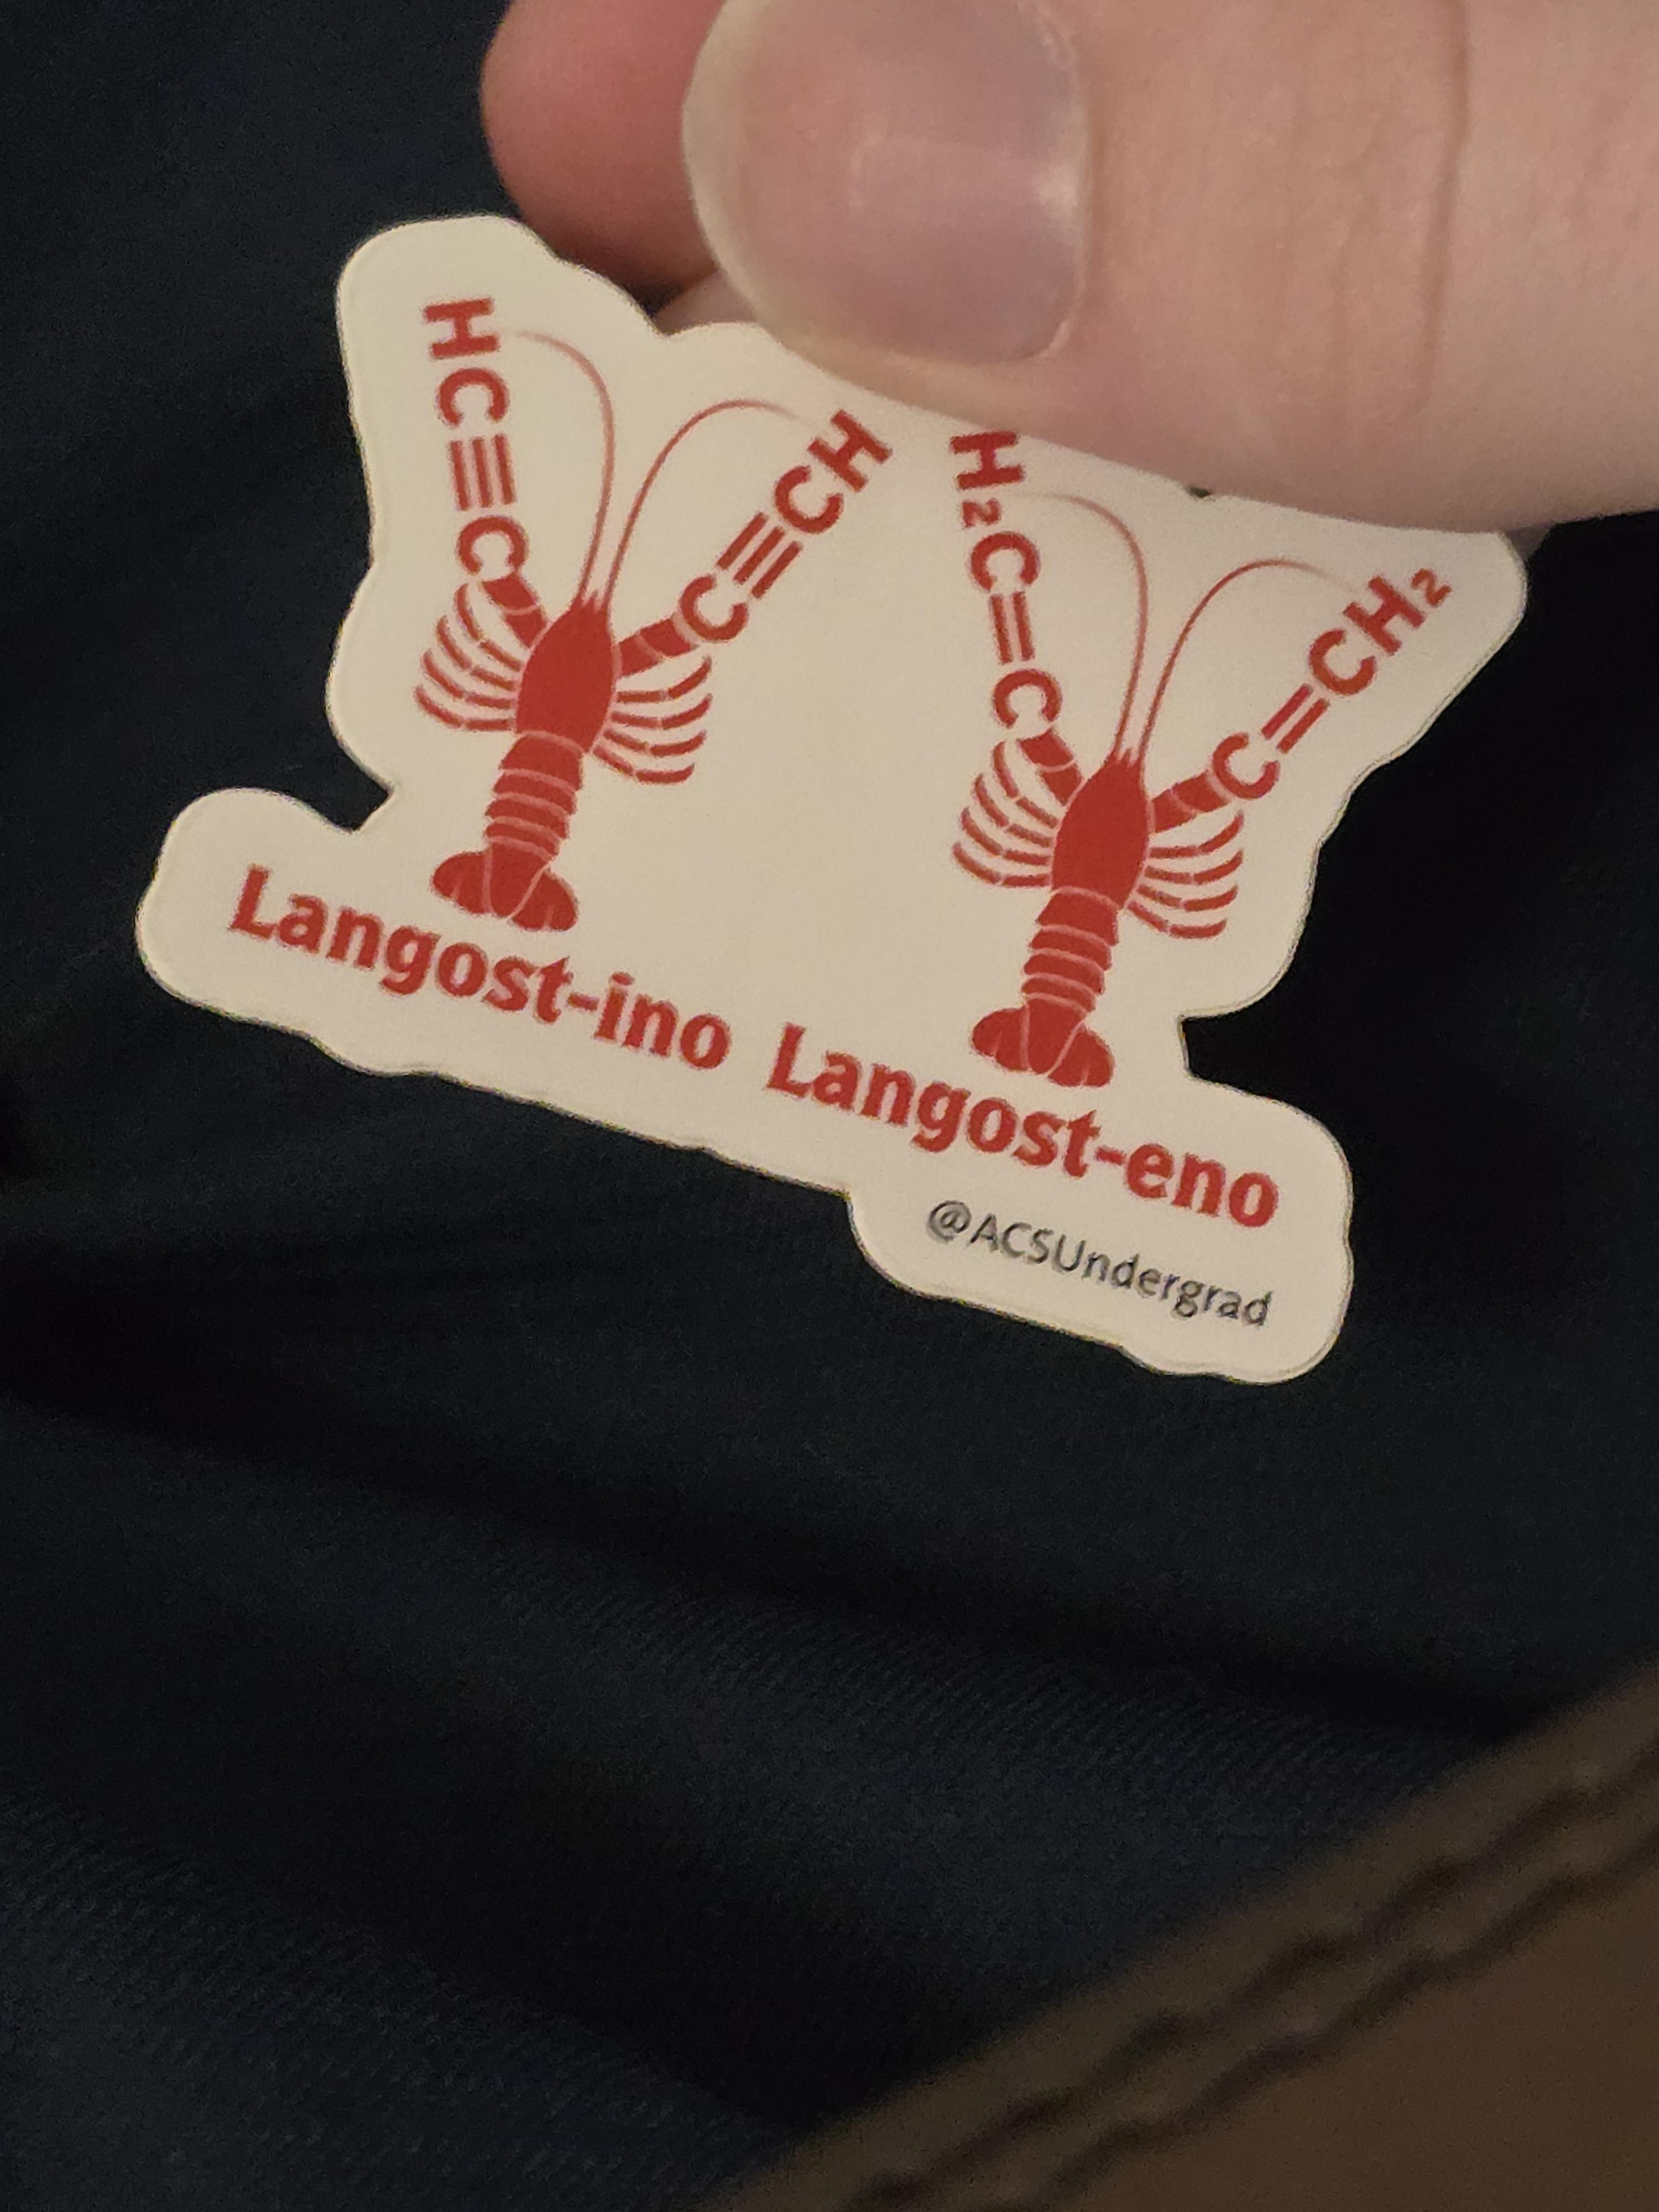 HC≡C
C≡CH
H₂C=C
C=CH₂
Langost-ino Langost-eno
@ACSUndergrad